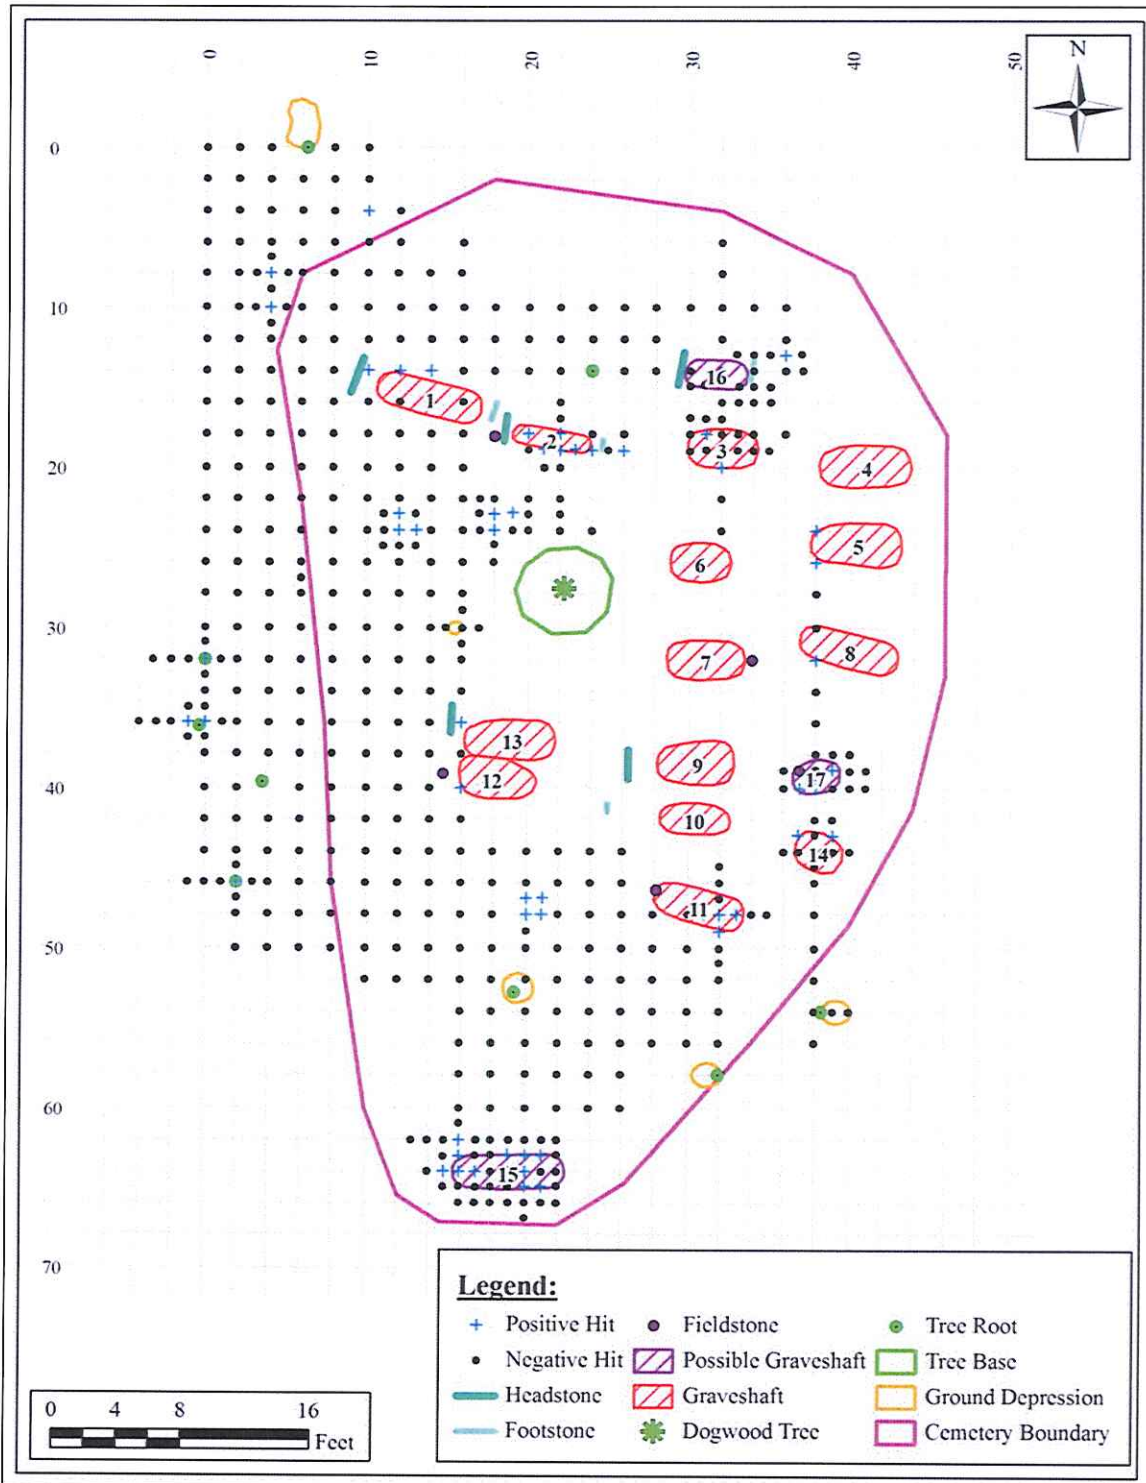 0 10 20 30 40 50
N
0
10
16
1
2
3
20
4
5
6
30
7
8
13
9
12
17
40
10
14
11
50
60
15
70
Legend:
Positive Hit Fieldstone Tree Root
Negative Hit Possible Graveshaft Tree Base
Headstone Graveshaft Ground Depression
Footstone Dogwood Tree Cemetery Boundary
0 4 8 16
Feet